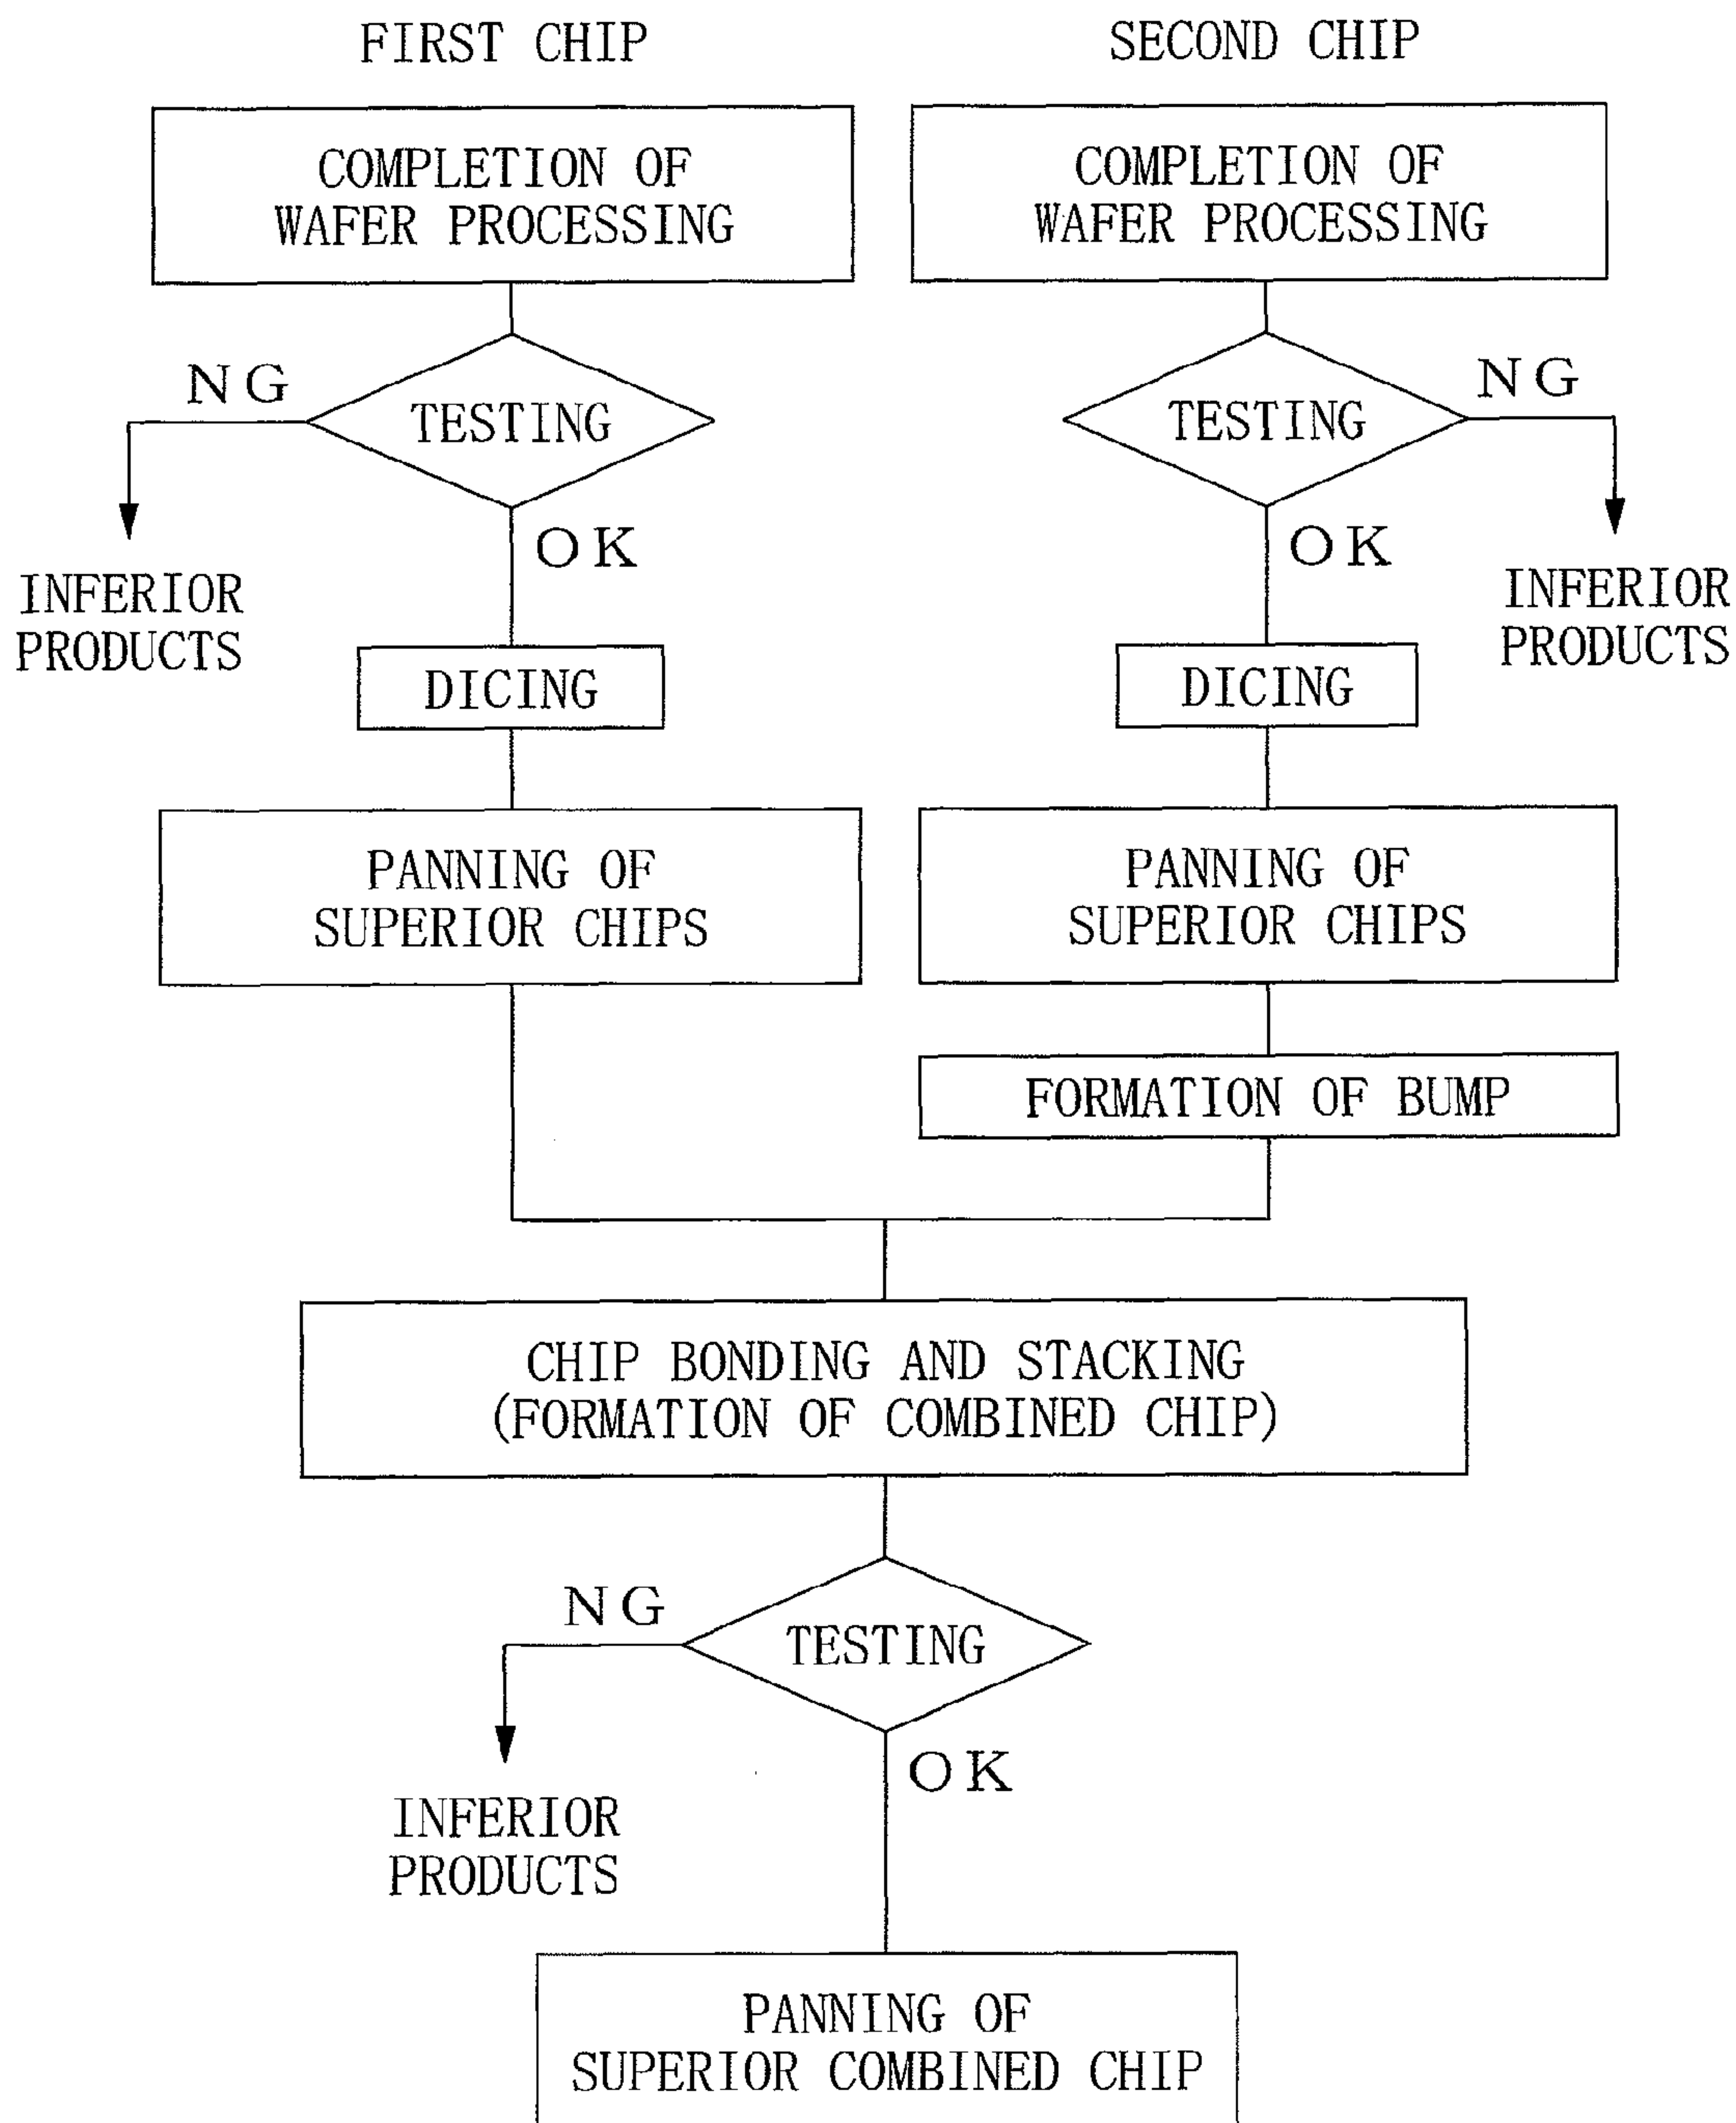 FIRST CHIP
SECOND CHIP
COMPLETION OF
WAFER PROCESSING
COMPLETION OF
WAFER PROCESSING
NG
TESTING
OK
INFERIOR
PRODUCTS
TESTING
NG
OK
INFERIOR
PRODUCTS
DICING
DICING
PANNING OF
SUPERIOR CHIPS
PANNING OF
SUPERIOR CHIPS
FORMATION OF BUMP
CHIP BONDING AND STACKING
(FORMATION OF COMBINED CHIP)
NG
TESTING
OK
INFERIOR
PRODUCTS
PANNING OF
SUPERIOR COMBINED CHIP